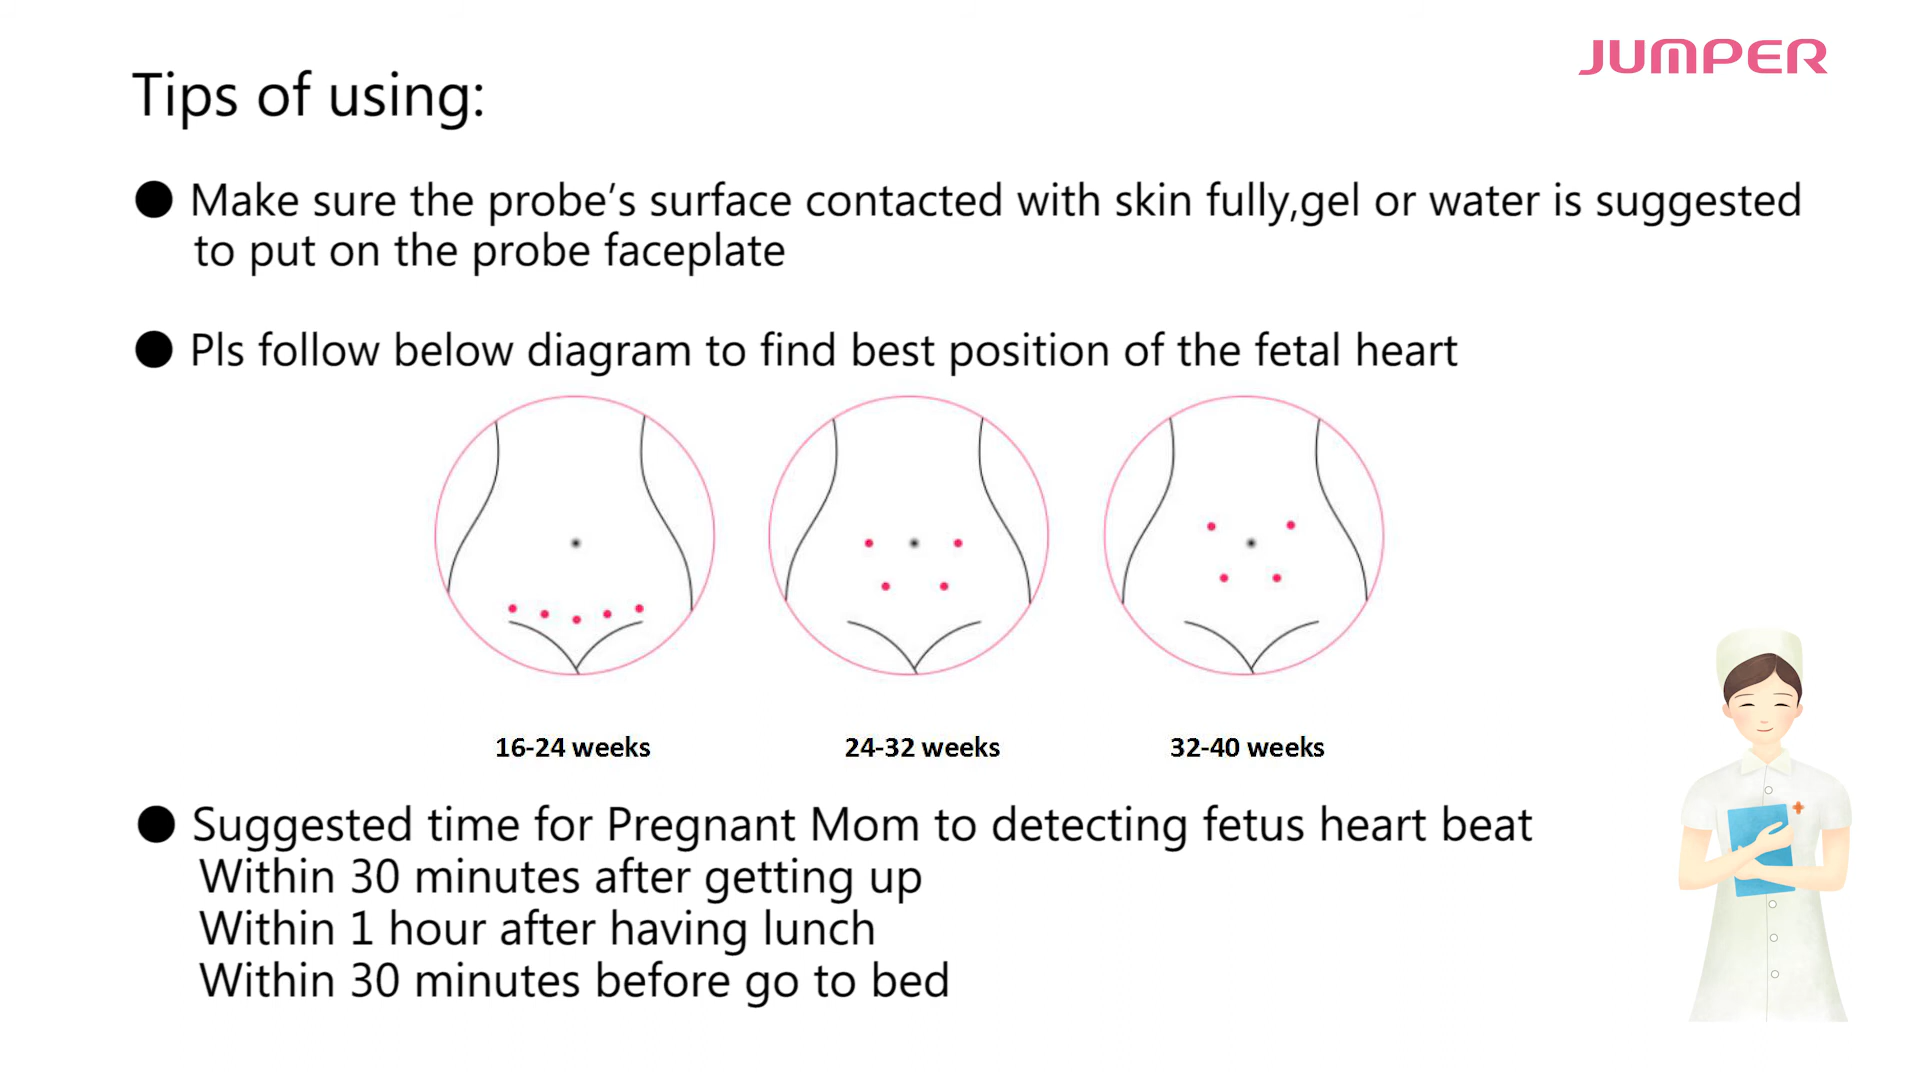 JUMPER
Tips of using:
● Make sure the probe's surface contacted with skin fully,gel or water is suggested
to put on the probe faceplate
● Pls follow below diagram to find best position of the fetal heart
16-24 weeks
24-32 weeks
32-40 weeks
● Suggested time for Pregnant Mom to detecting fetus heart beat
Within 30 minutes after getting up
Within 1 hour after having lunch
Within 30 minutes before go to bed